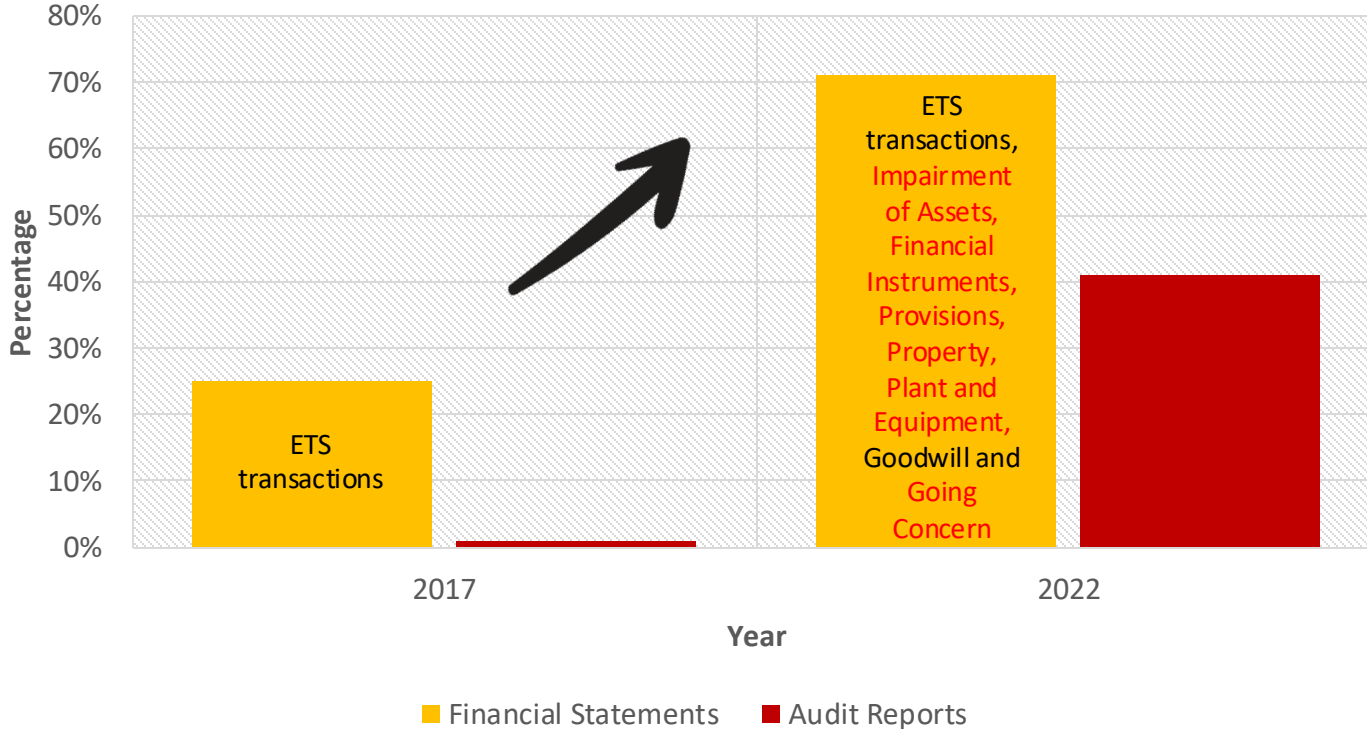 80%
70%
60%
50%
40%
30%
20%
10%
0%
Percentage
ETS
transactions
ETS
transactions,
Impairment
of Assets,
Financial
Instruments,
Provisions,
Property,
Plant and
Equipment,
Goodwill and
Going
Concern
2017
2022
Year
Financial Statements
Audit Reports